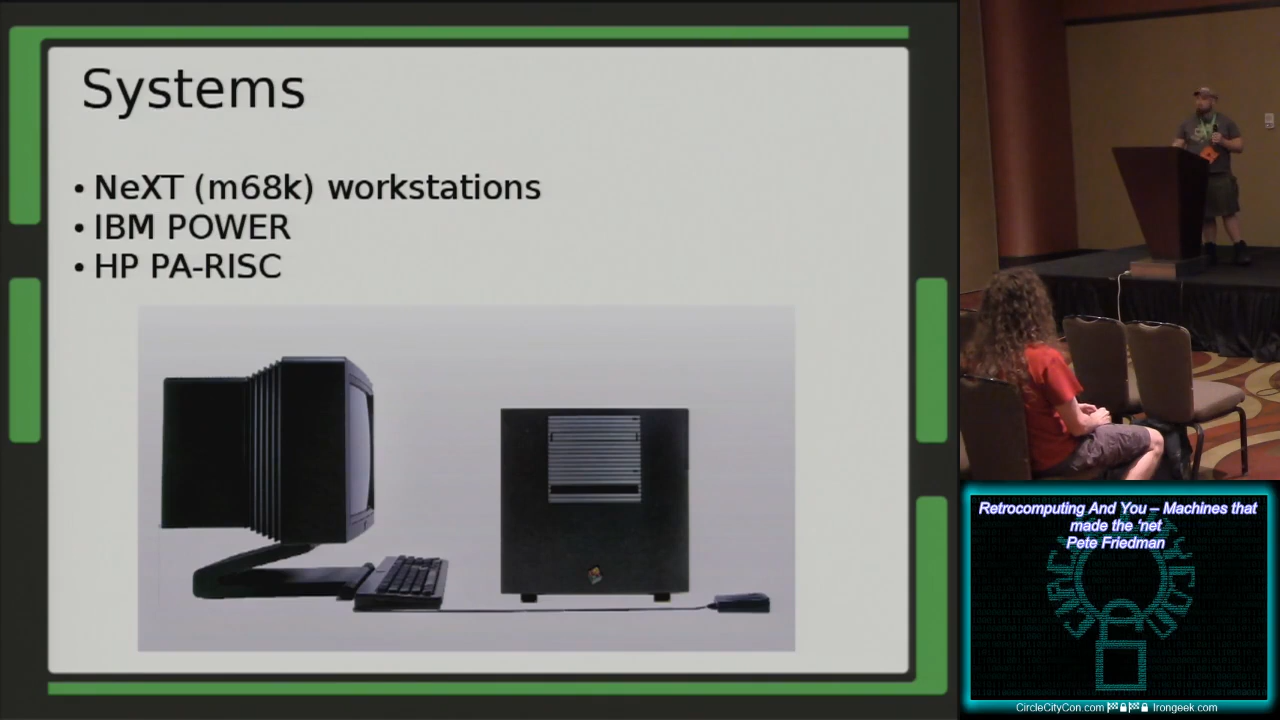 Systems
• NeXT (m68k) workstations
• IBM POWER
• HP PA-RISC
Retrocomputing And You – Machines that
made the ‘net
Pete Friedman
CircleCityCon.com Irongeek.com